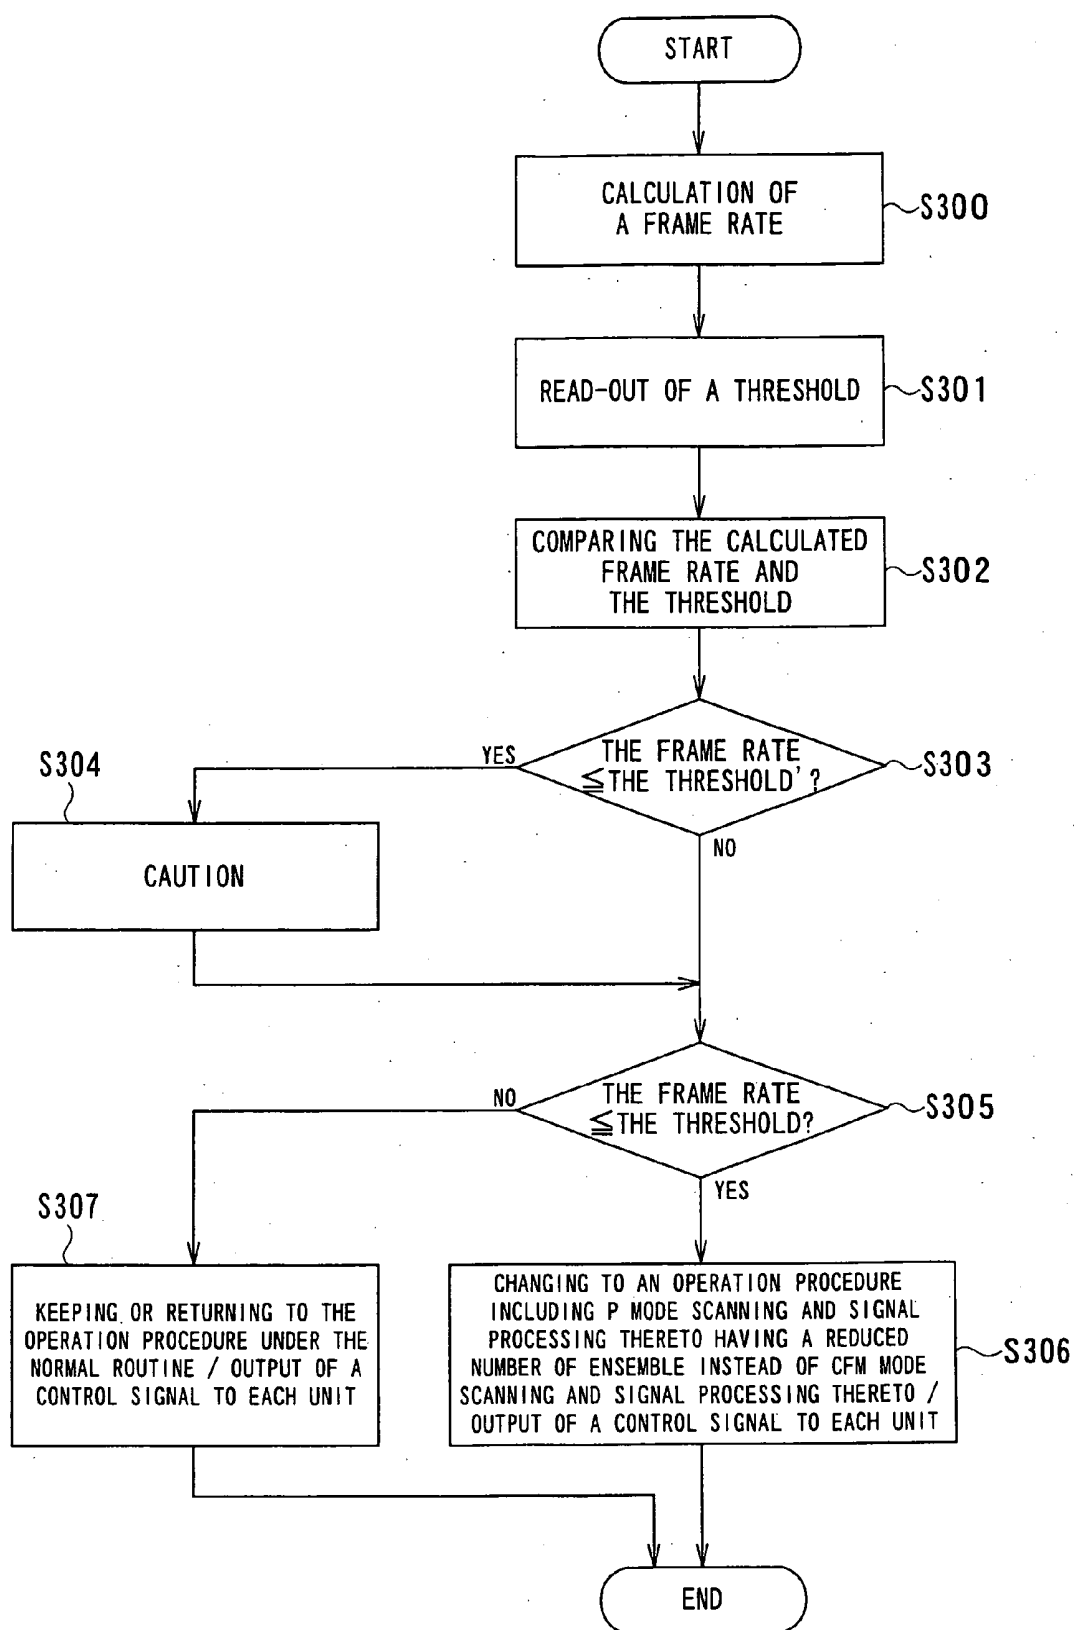 START
CALCULATION OF
A FRAME RATE
S300
READ-OUT OF A THRESHOLD
S301
COMPARING THE CALCULATED
FRAME RATE AND
THE THRESHOLD
S302
THE FRAME RATE
≦THE THRESHOLD'?
S303
YES
NO
S304
CAUTION
THE FRAME RATE
≦THE THRESHOLD?
S305
NO
YES
S307
KEEPING OR RETURNING TO THE
OPERATION PROCEDURE UNDER THE
NORMAL ROUTINE / OUTPUT OF A
CONTROL SIGNAL TO EACH UNIT
CHANGING TO AN OPERATION PROCEDURE
INCLUDING P MODE SCANNING AND SIGNAL
PROCESSING THERETO HAVING A REDUCED
NUMBER OF ENSEMBLE INSTEAD OF CFM MODE
SCANNING AND SIGNAL PROCESSING THERETO /
OUTPUT OF A CONTROL SIGNAL TO EACH UNIT
S306
END